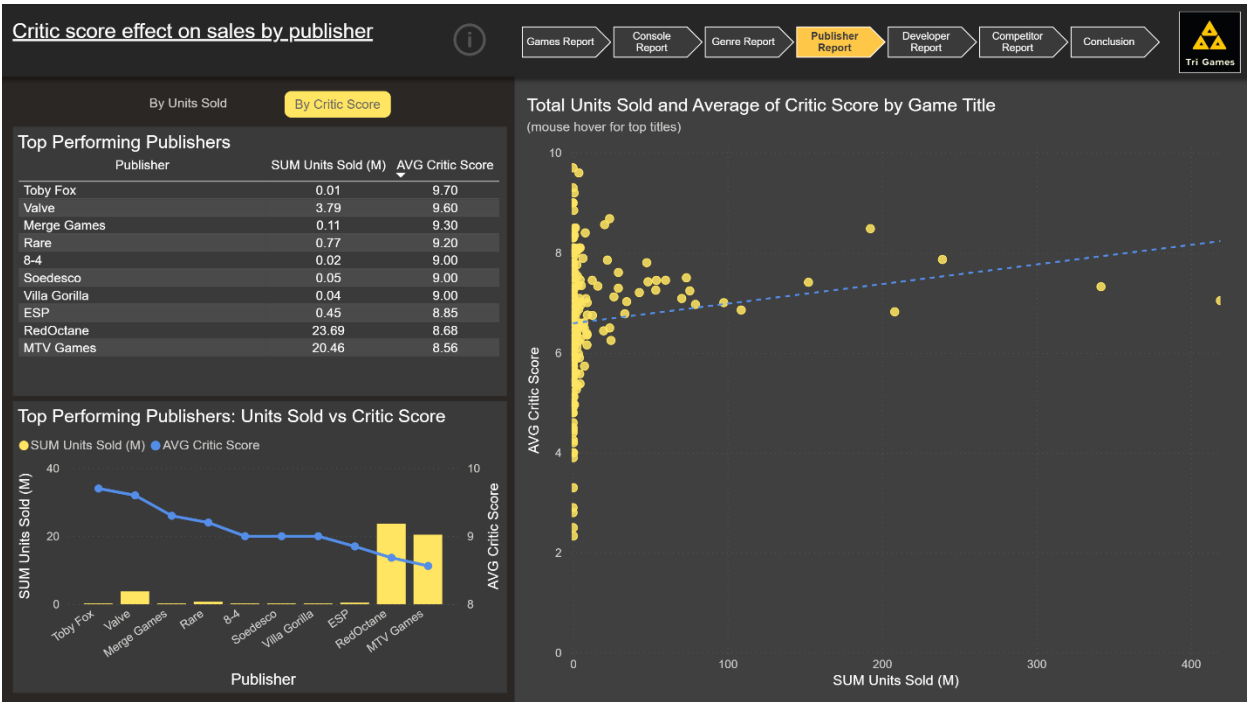 Critic score effect on sales by publisher
i
Games Report
Console
Report
Genre Report
Publisher
Report
Developer
Report
Competitor
Report
Conclusion
Tri Games
By Units Sold
By Critic Score
Top Performing Publishers
Publisher SUM Units Sold (M) AVG Critic Score
Toby Fox 0.01 9.70
Valve 3.79 9.60
Merge Games 0.11 9.30
Rare 0.77 9.20
8-4 0.02 9.00
Soedesco 0.05 9.00
Villa Gorilla 0.04 9.00
ESP 0.45 8.85
RedOctane 23.69 8.68
MTV Games 20.46 8.56
Top Performing Publishers: Units Sold vs Critic Score
SUM Units Sold (M) AVG Critic Score
SUM Units Sold (M)
40
20
0
10
9
8
AVG Critic Score
Toby Fox
Valve
Merge Games
Rare
8-4
Soedesco
Villa Gorilla
ESP
RedOctane
MTV Games
Publisher
Total Units Sold and Average of Critic Score by Game Title
(mouse hover for top titles)
AVG Critic Score
10
8
6
4
2
0
0 100 200 300 400
SUM Units Sold (M)